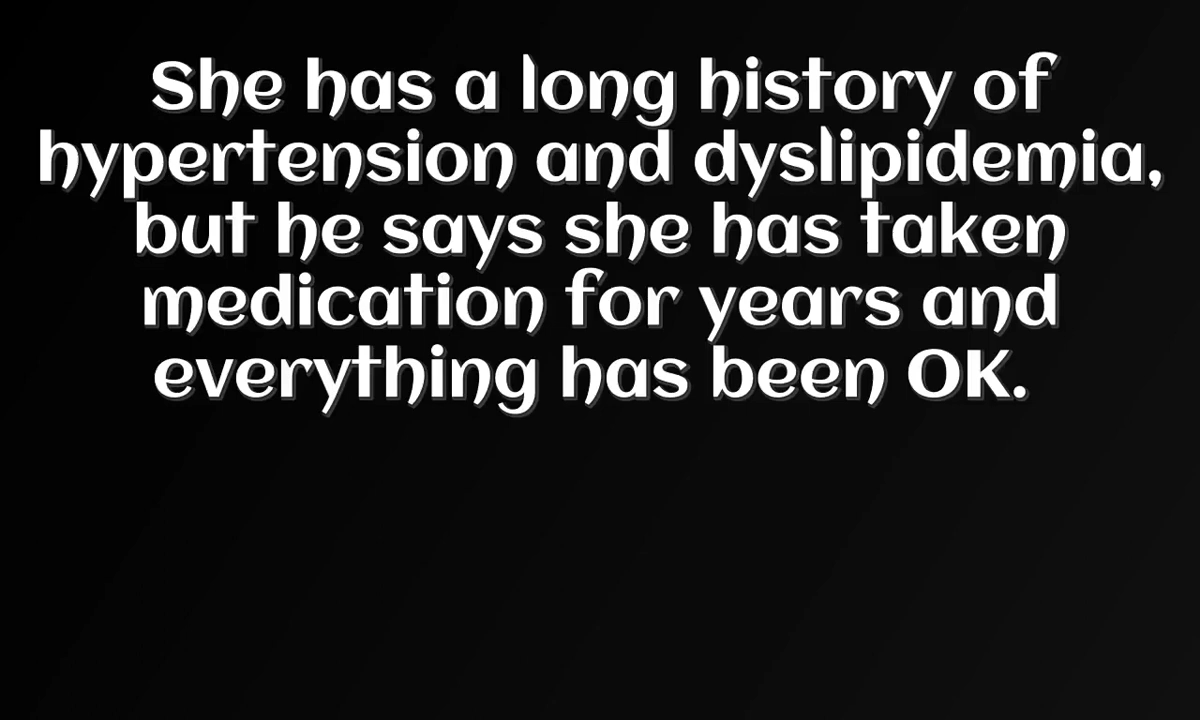 She has a long history of
hypertension and dyslipidemia,
but he says she has taken
medication for years and
everything has been OK.